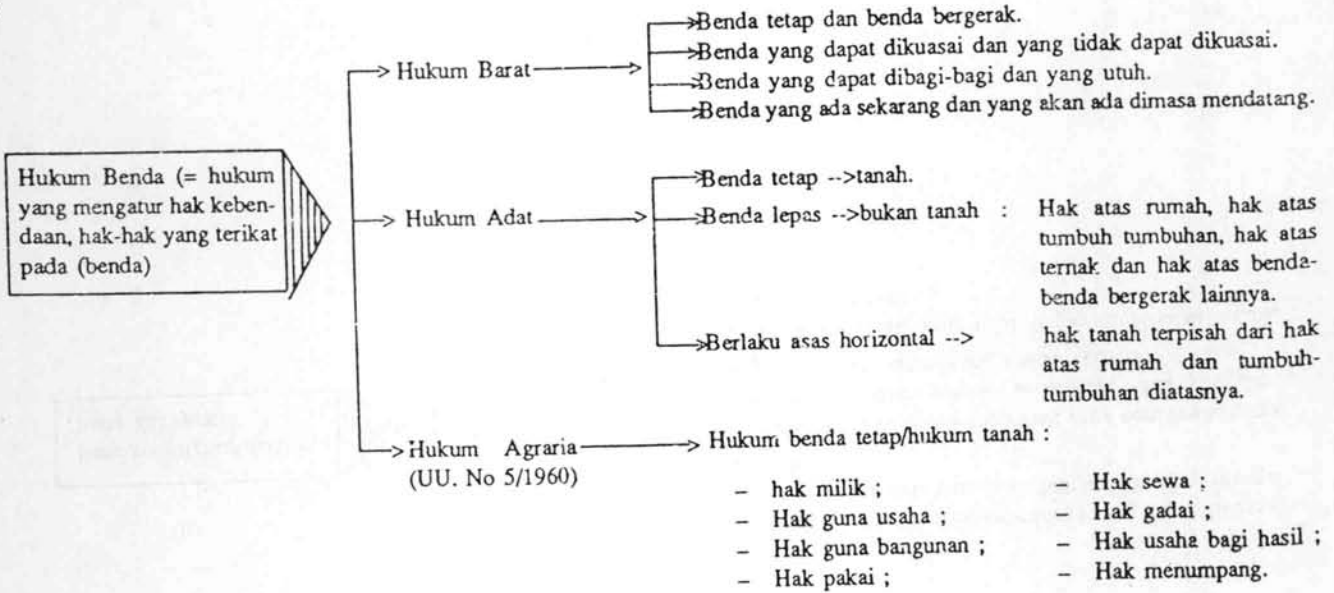 Hukum Benda (= hukum
yang mengatur hak keben-
daan, hak-hak yang terikat
pada (benda)
Hukum Barat
Benda tetap dan benda bergerak.
Benda yang dapat dikuasai dan yang tidak dapat dikuasai.
Benda yang dapat dibagi-bagi dan yang utuh.
Benda yang ada sekarang dan yang akan ada dimasa mendatang.
Hukum Adat
Benda tetap -->tanah.
Benda lepas -->bukan tanah : Hak atas rumah, hak atas
tumbuh tumbuhan, hak atas
ternak dan hak atas benda-
benda bergerak lainnya.
Berlaku asas horizontal --> hak tanah terpisah dari hak
atas rumah dan tumbuh-
tumbuhan diatasnya.
Hukum Agraria
(UU. No 5/1960)
Hukum benda tetap/hukum tanah :
– hak milik ;
– Hak guna usaha ;
– Hak guna bangunan ;
– Hak pakai ;
– Hak sewa ;
– Hak gadai ;
– Hak usaha bagi hasil ;
– Hak menumpang.